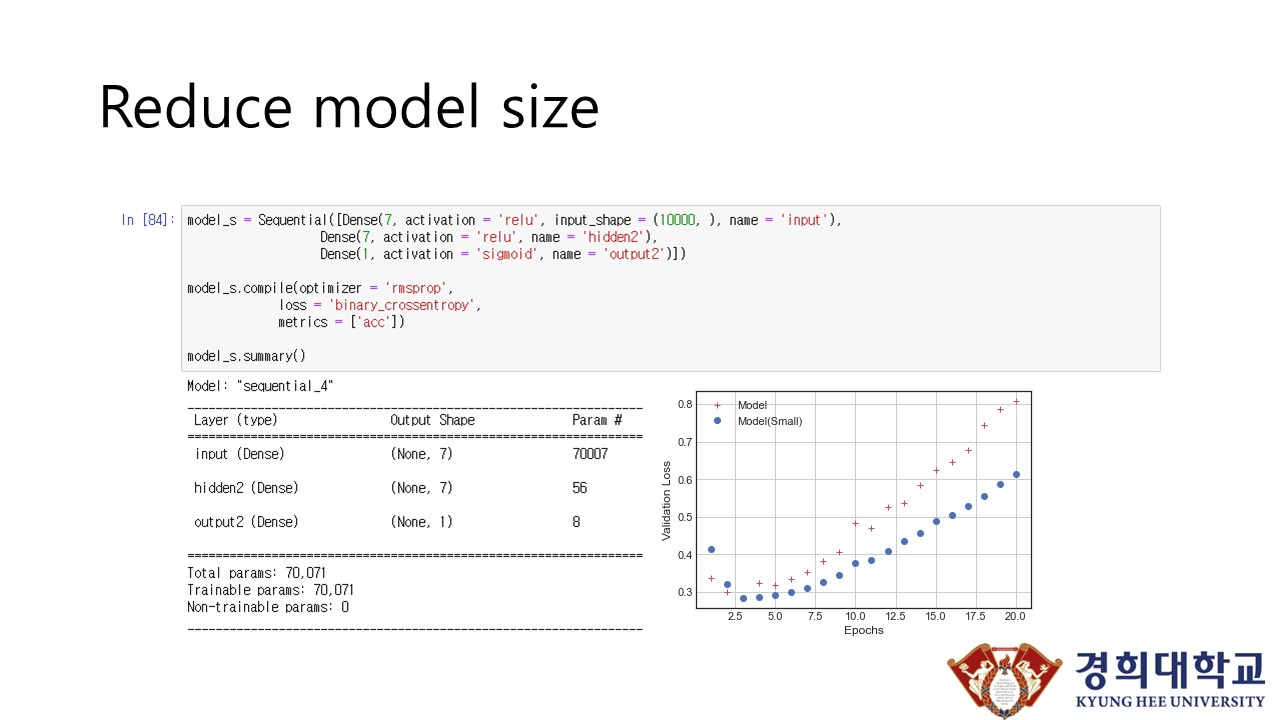 Reduce model size
In [84]:
model_s = Sequential([Dense(7, activation = 'relu', input_shape = (10000, ), name = 'input'),
Dense(7, activation = 'relu', name = 'hidden2'),
Dense(1, activation = 'sigmoid', name = 'output2')])
model_s.compile(optimizer = 'rmsprop',
loss = 'binary_crossentropy',
metrics = ['acc'])
model_s.summary()
Model: "sequential_4"
Layer (type) Output Shape Param #
input (Dense) (None, 7) 70007
hidden2 (Dense) (None, 7) 56
output2 (Dense) (None, 1) 8
Total params: 70,071
Trainable params: 70,071
Non-trainable params: 0
Model
Model(Small)
Validation Loss
0.8
0.7
0.6
0.5
0.4
0.3
2.5 5.0 7.5 10.0 12.5 15.0 17.5 20.0
Epochs
경희대학교
KYUNG HEE UNIVERSITY